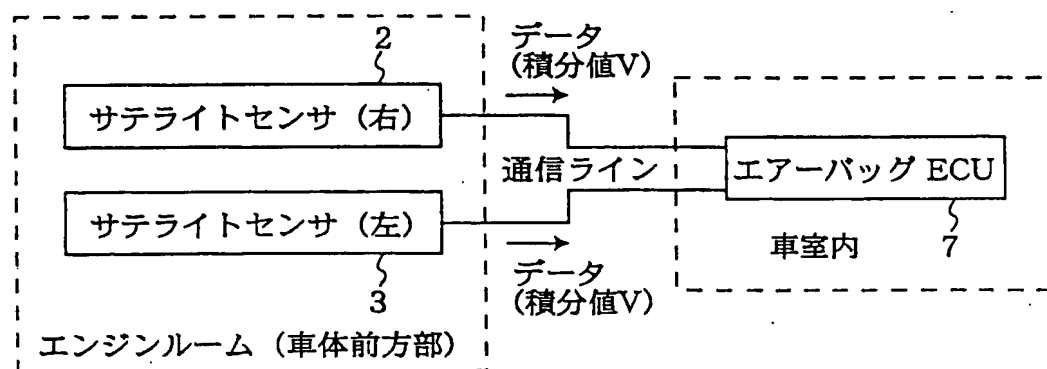 2
データ
(積分値V)
サテライトセンサ（右）
通信ライン
エアーバッグ ECU
サテライトセンサ（左）
車室内
7
3
データ
(積分値V)
エンジンルーム（車体前方部）